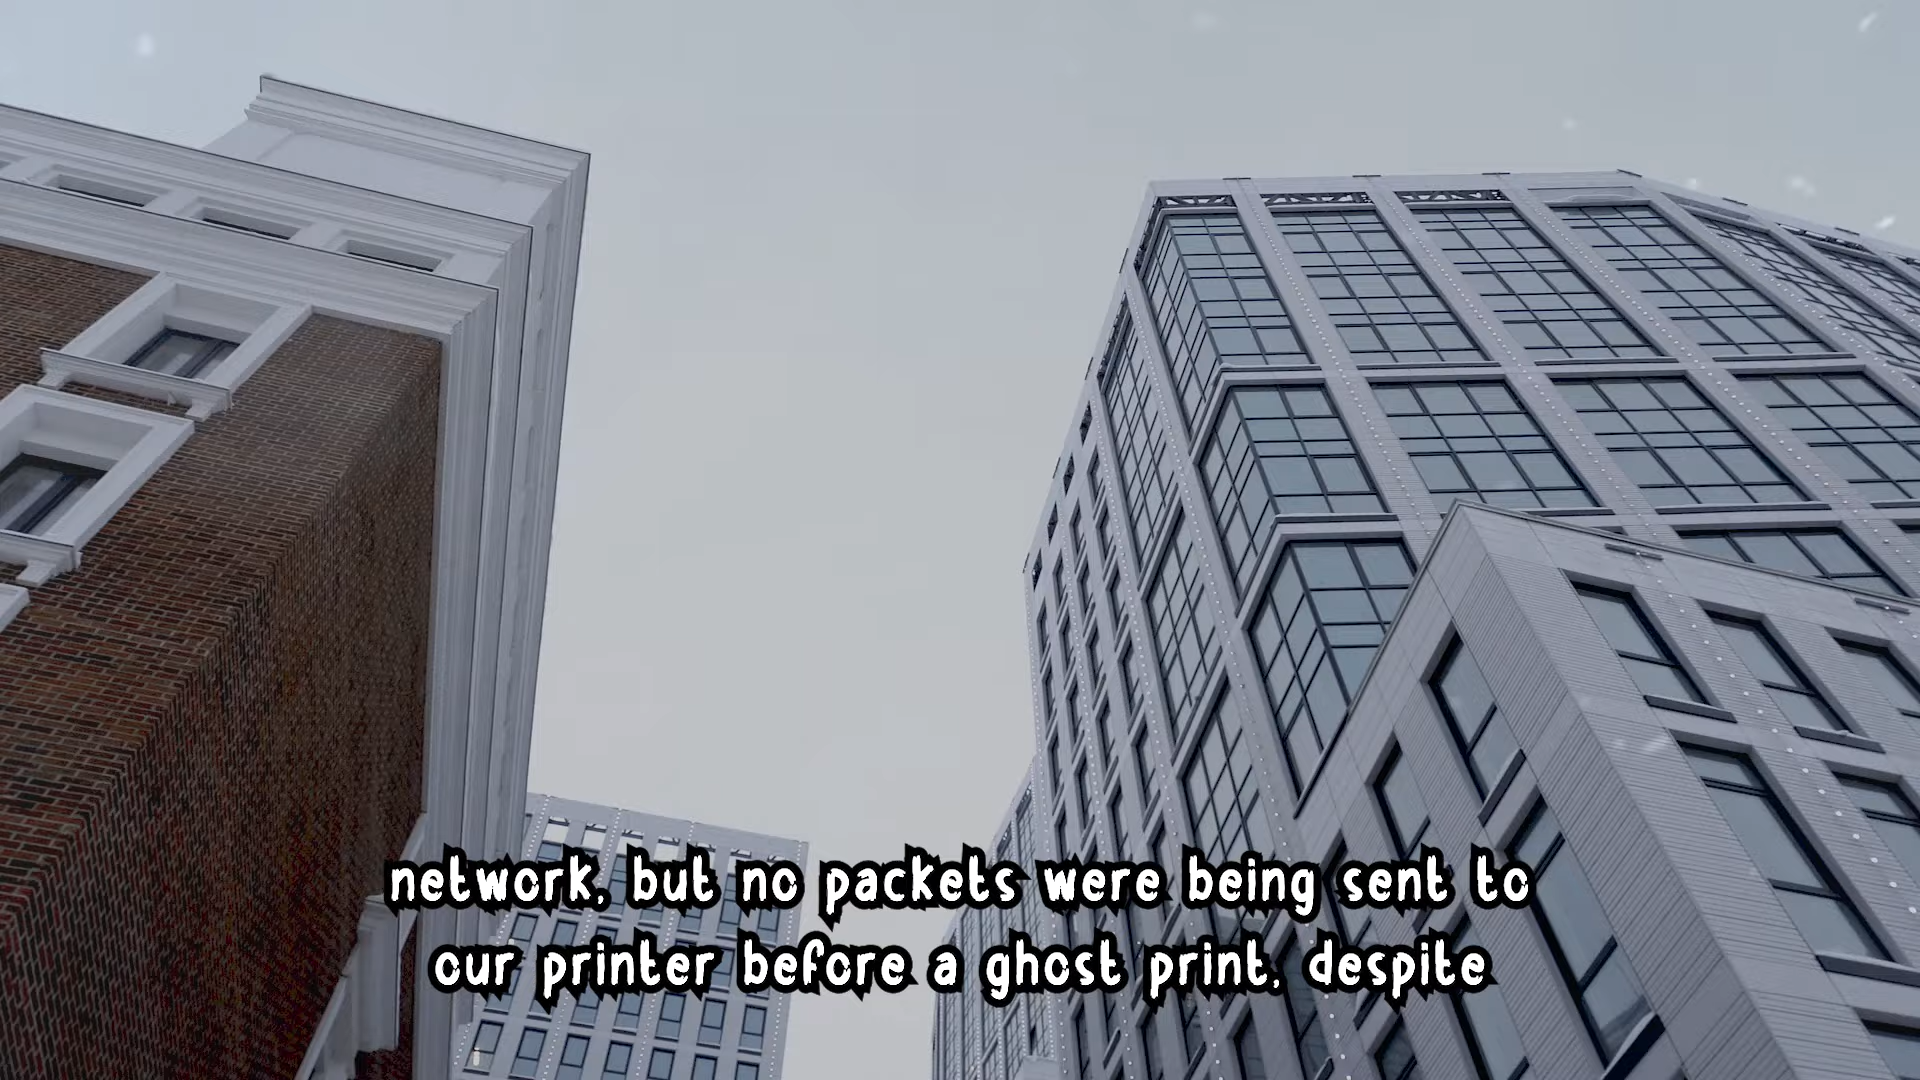 network, but no packets were being sent to
our printer before a ghost print, despite